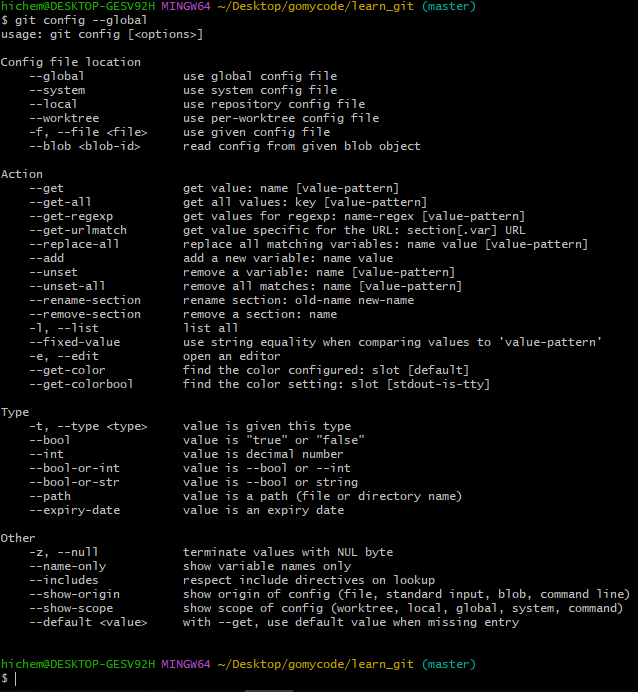 hichem@DESKTOP-GESV92H MINGW64 ~/Desktop/gomycode/learn_git (master)
$ git config --global
usage: git config [<options>]

Config file location
    --global              use global config file
    --system              use system config file
    --local               use repository config file
    --worktree            use per-worktree config file
    -f, --file <file>     use given config file
    --blob <blob-id>      read config from given blob object

Action
    --get                 get value: name [value-pattern]
    --get-all             get all values: key [value-pattern]
    --get-regexp          get values for regexp: name-regex [value-pattern]
    --get-urlmatch        get value specific for the URL: section[.var] URL
    --replace-all         replace all matching variables: name value [value-pattern]
    --add                 add a new variable: name value
    --unset               remove a variable: name [value-pattern]
    --unset-all           remove all matches: name [value-pattern]
    --rename-section      rename section: old-name new-name
    --remove-section      remove a section: name
    -l, --list            list all
    --fixed-value         use string equality when comparing values to 'value-pattern'
    -e, --edit            open an editor
    --get-color           find the color configured: slot [default]
    --get-colorbool       find the color setting: slot [stdout-is-tty]

Type
    -t, --type <type>     value is given this type
    --bool                value is "true" or "false"
    --int                 value is decimal number
    --bool-or-int         value is --bool or --int
    --bool-or-str         value is --bool or string
    --path                value is a path (file or directory name)
    --expiry-date         value is an expiry date

Other
    -z, --null            terminate values with NUL byte
    --name-only           show variable names only
    --includes            respect include directives on lookup
    --show-origin         show origin of config (file, standard input, blob, command line)
    --show-scope          show scope of config (worktree, local, global, system, command)
    --default <value>     with --get, use default value when missing entry

hichem@DESKTOP-GESV92H MINGW64 ~/Desktop/gomycode/learn_git (master)
$